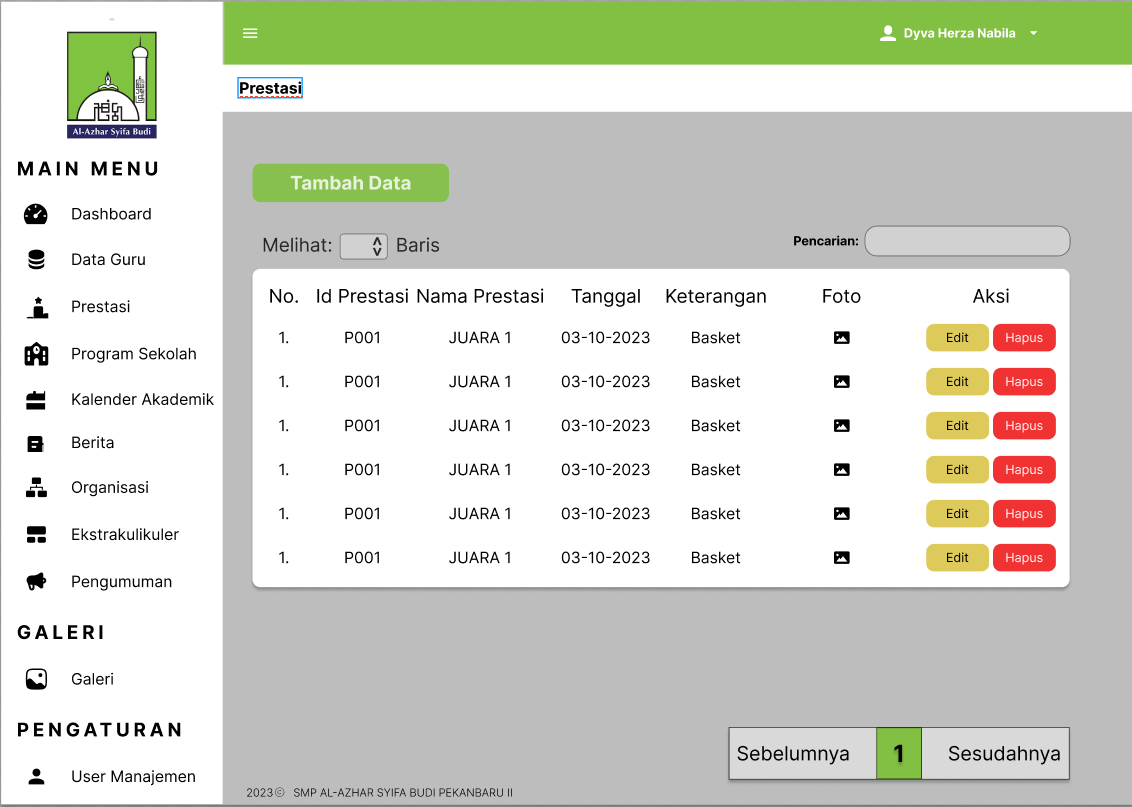 Dyva Herza Nabila
Al-Azhar Syifa Budi
Prestasi
MAIN MENU
Dashboard
Data Guru
Prestasi
Program Sekolah
Kalender Akademik
Berita
Organisasi
Ekstrakulikuler
Pengumuman
GALERI
Galeri
PENGATURAN
User Manajemen
Tambah Data
Melihat: Baris
Pencarian:
No. Id Prestasi Nama Prestasi Tanggal Keterangan Foto Aksi
1. P001 JUARA 1 03-10-2023 Basket Edit Hapus
1. P001 JUARA 1 03-10-2023 Basket Edit Hapus
1. P001 JUARA 1 03-10-2023 Basket Edit Hapus
1. P001 JUARA 1 03-10-2023 Basket Edit Hapus
1. P001 JUARA 1 03-10-2023 Basket Edit Hapus
1. P001 JUARA 1 03-10-2023 Basket Edit Hapus
Sebelumnya 1 Sesudahnya
2023© SMP AL-AZHAR SYIFA BUDI PEKANBARU II